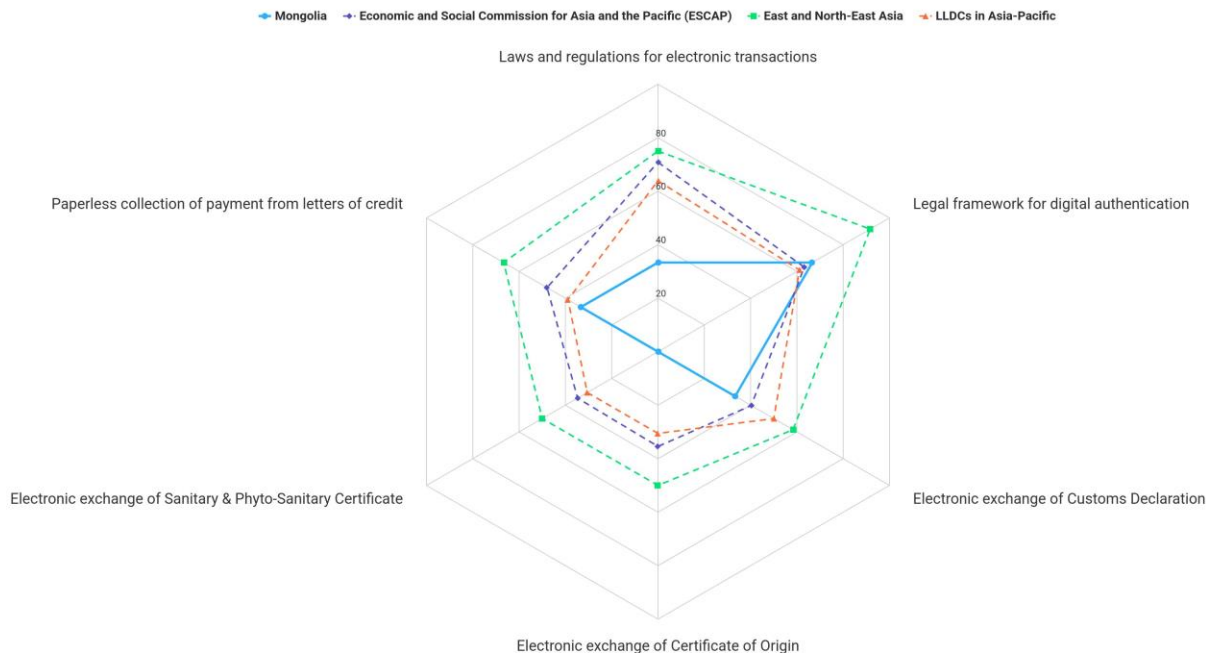 Mongolia Economic and Social Commission for Asia and the Pacific (ESCAP) East and North-East Asia LLDCs in Asia-Pacific
Laws and regulations for electronic transactions
80
60
40
20
Paperless collection of payment from letters of credit
Legal framework for digital authentication
Electronic exchange of Sanitary & Phyto-Sanitary Certificate
Electronic exchange of Customs Declaration
Electronic exchange of Certificate of Origin